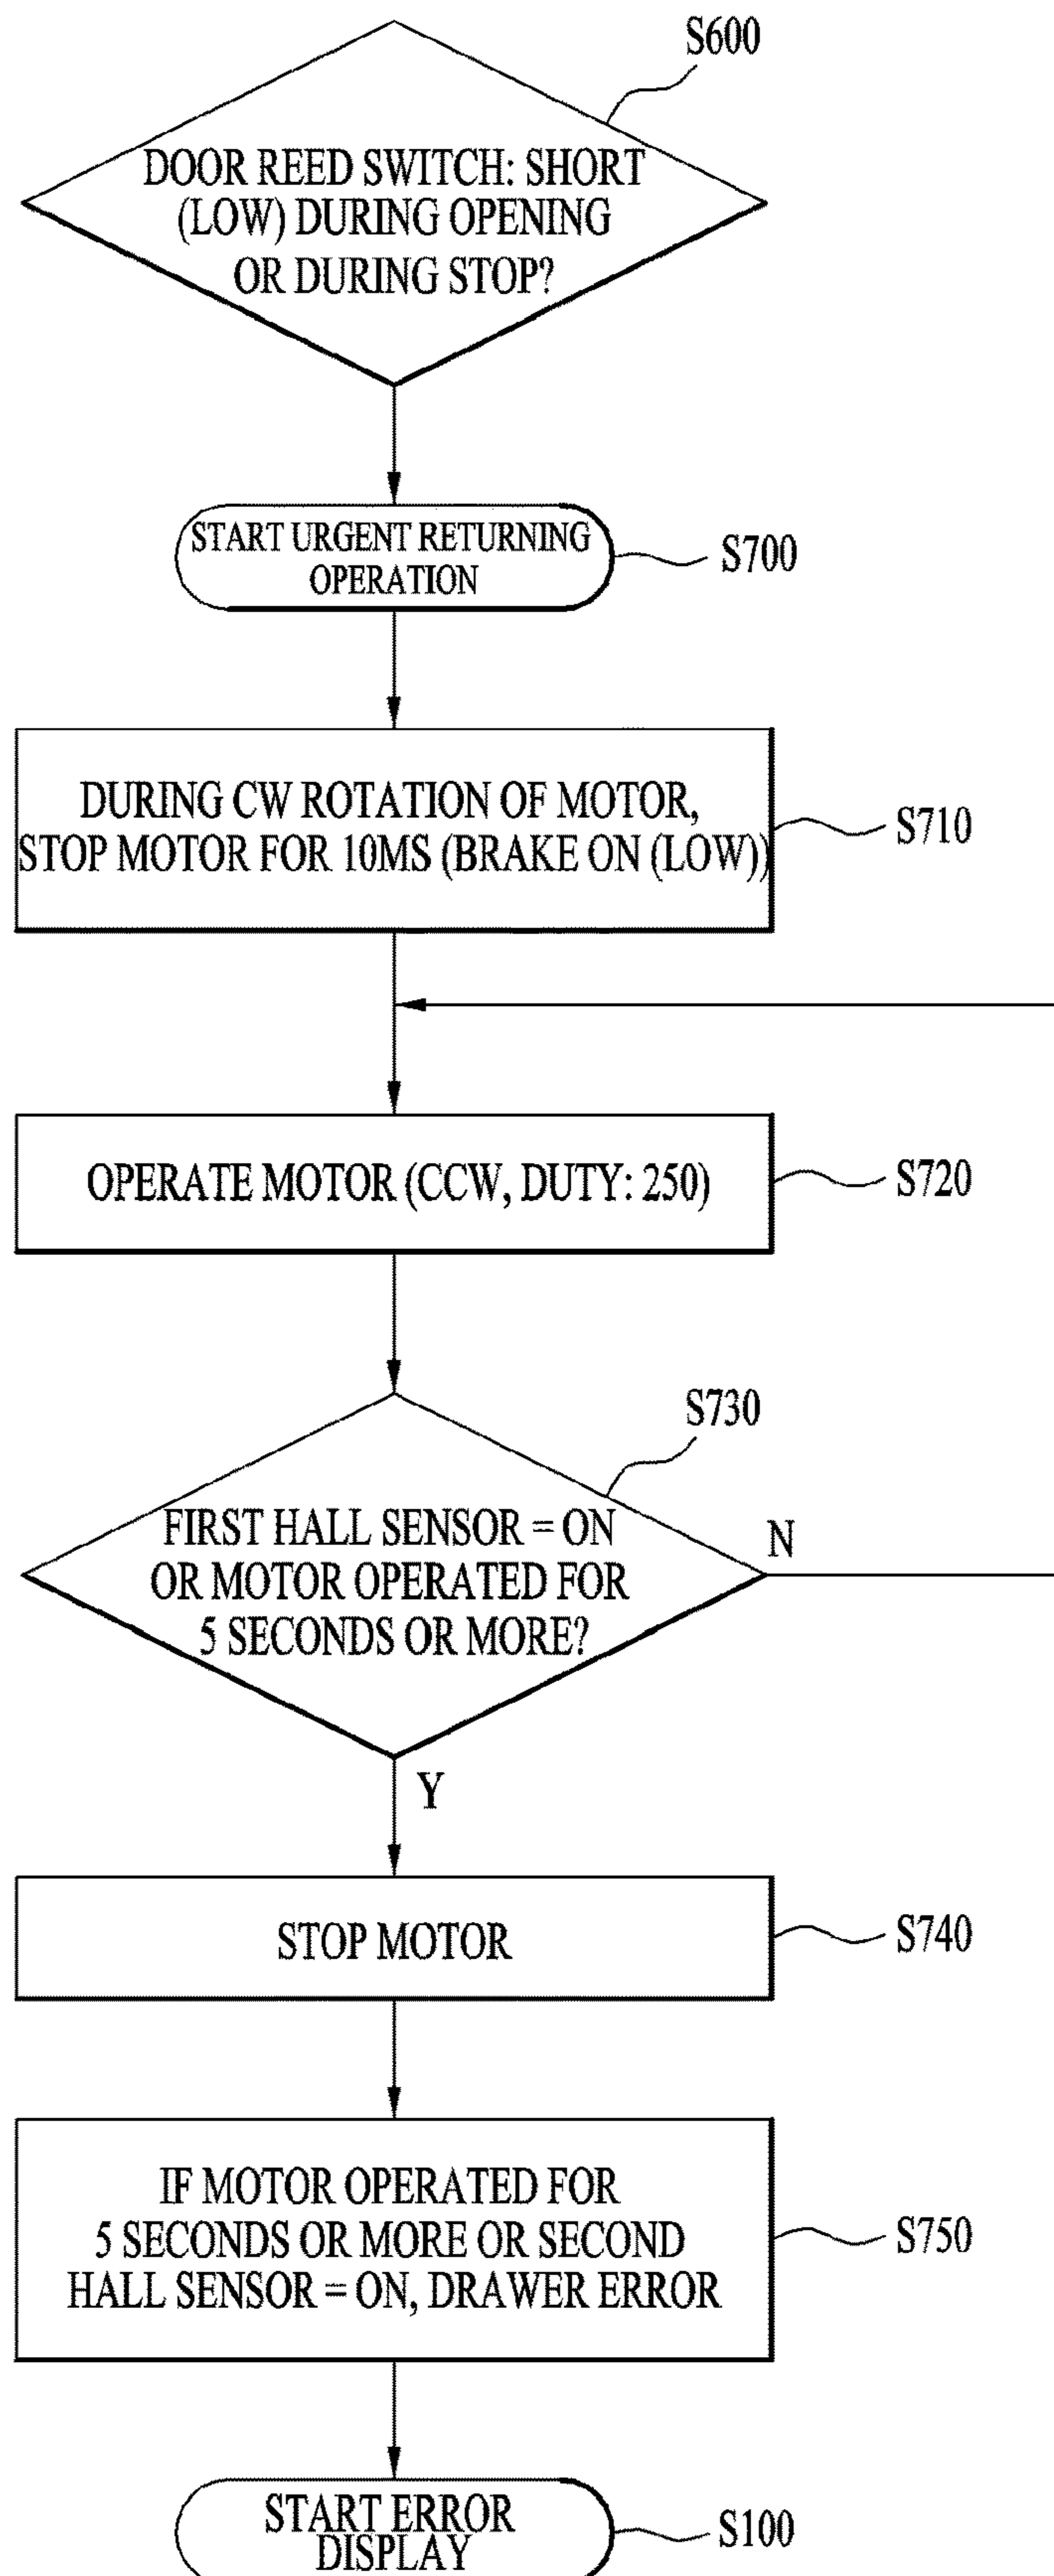 S600
DOOR REED SWITCH: SHORT
(LOW) DURING OPENING
OR DURING STOP?
START URGENT RETURNING
OPERATION
S700
DURING CW ROTATION OF MOTOR,
STOP MOTOR FOR 10MS (BRAKE ON (LOW))
S710
OPERATE MOTOR (CCW, DUTY: 250)
S720
S730
FIRST HALL SENSOR = ON
OR MOTOR OPERATED FOR
5 SECONDS OR MORE?
N
Y
STOP MOTOR
S740
IF MOTOR OPERATED FOR
5 SECONDS OR MORE OR SECOND
HALL SENSOR = ON, DRAWER ERROR
S750
START ERROR
DISPLAY
S100